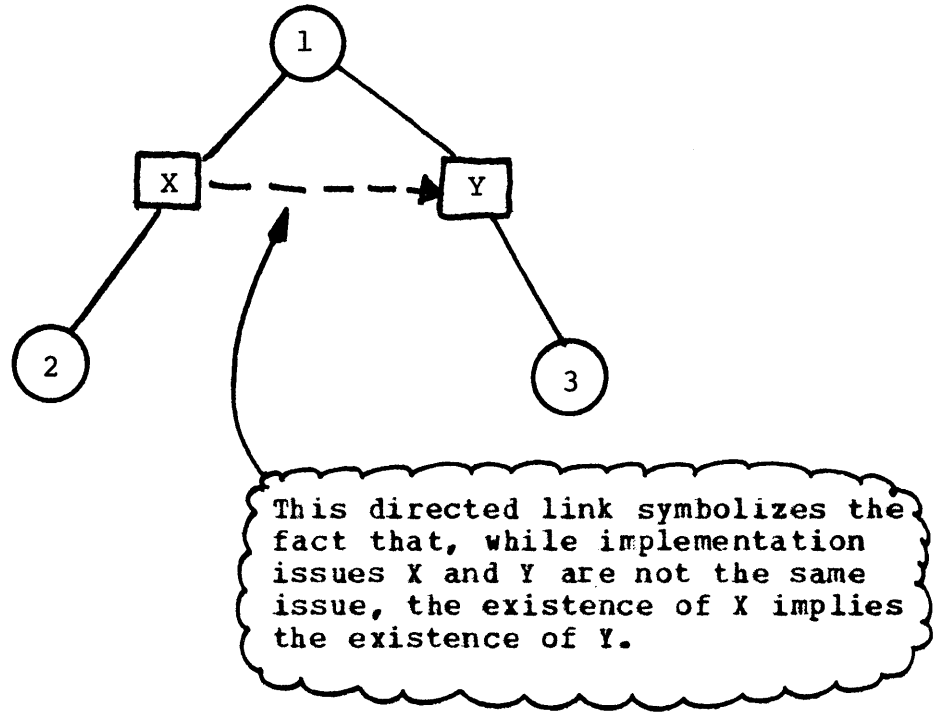 1
X
Y
2
3
This directed link symbolizes the
fact that, while implementation
issues X and Y are not the same
issue, the existence of X implies
the existence of Y.